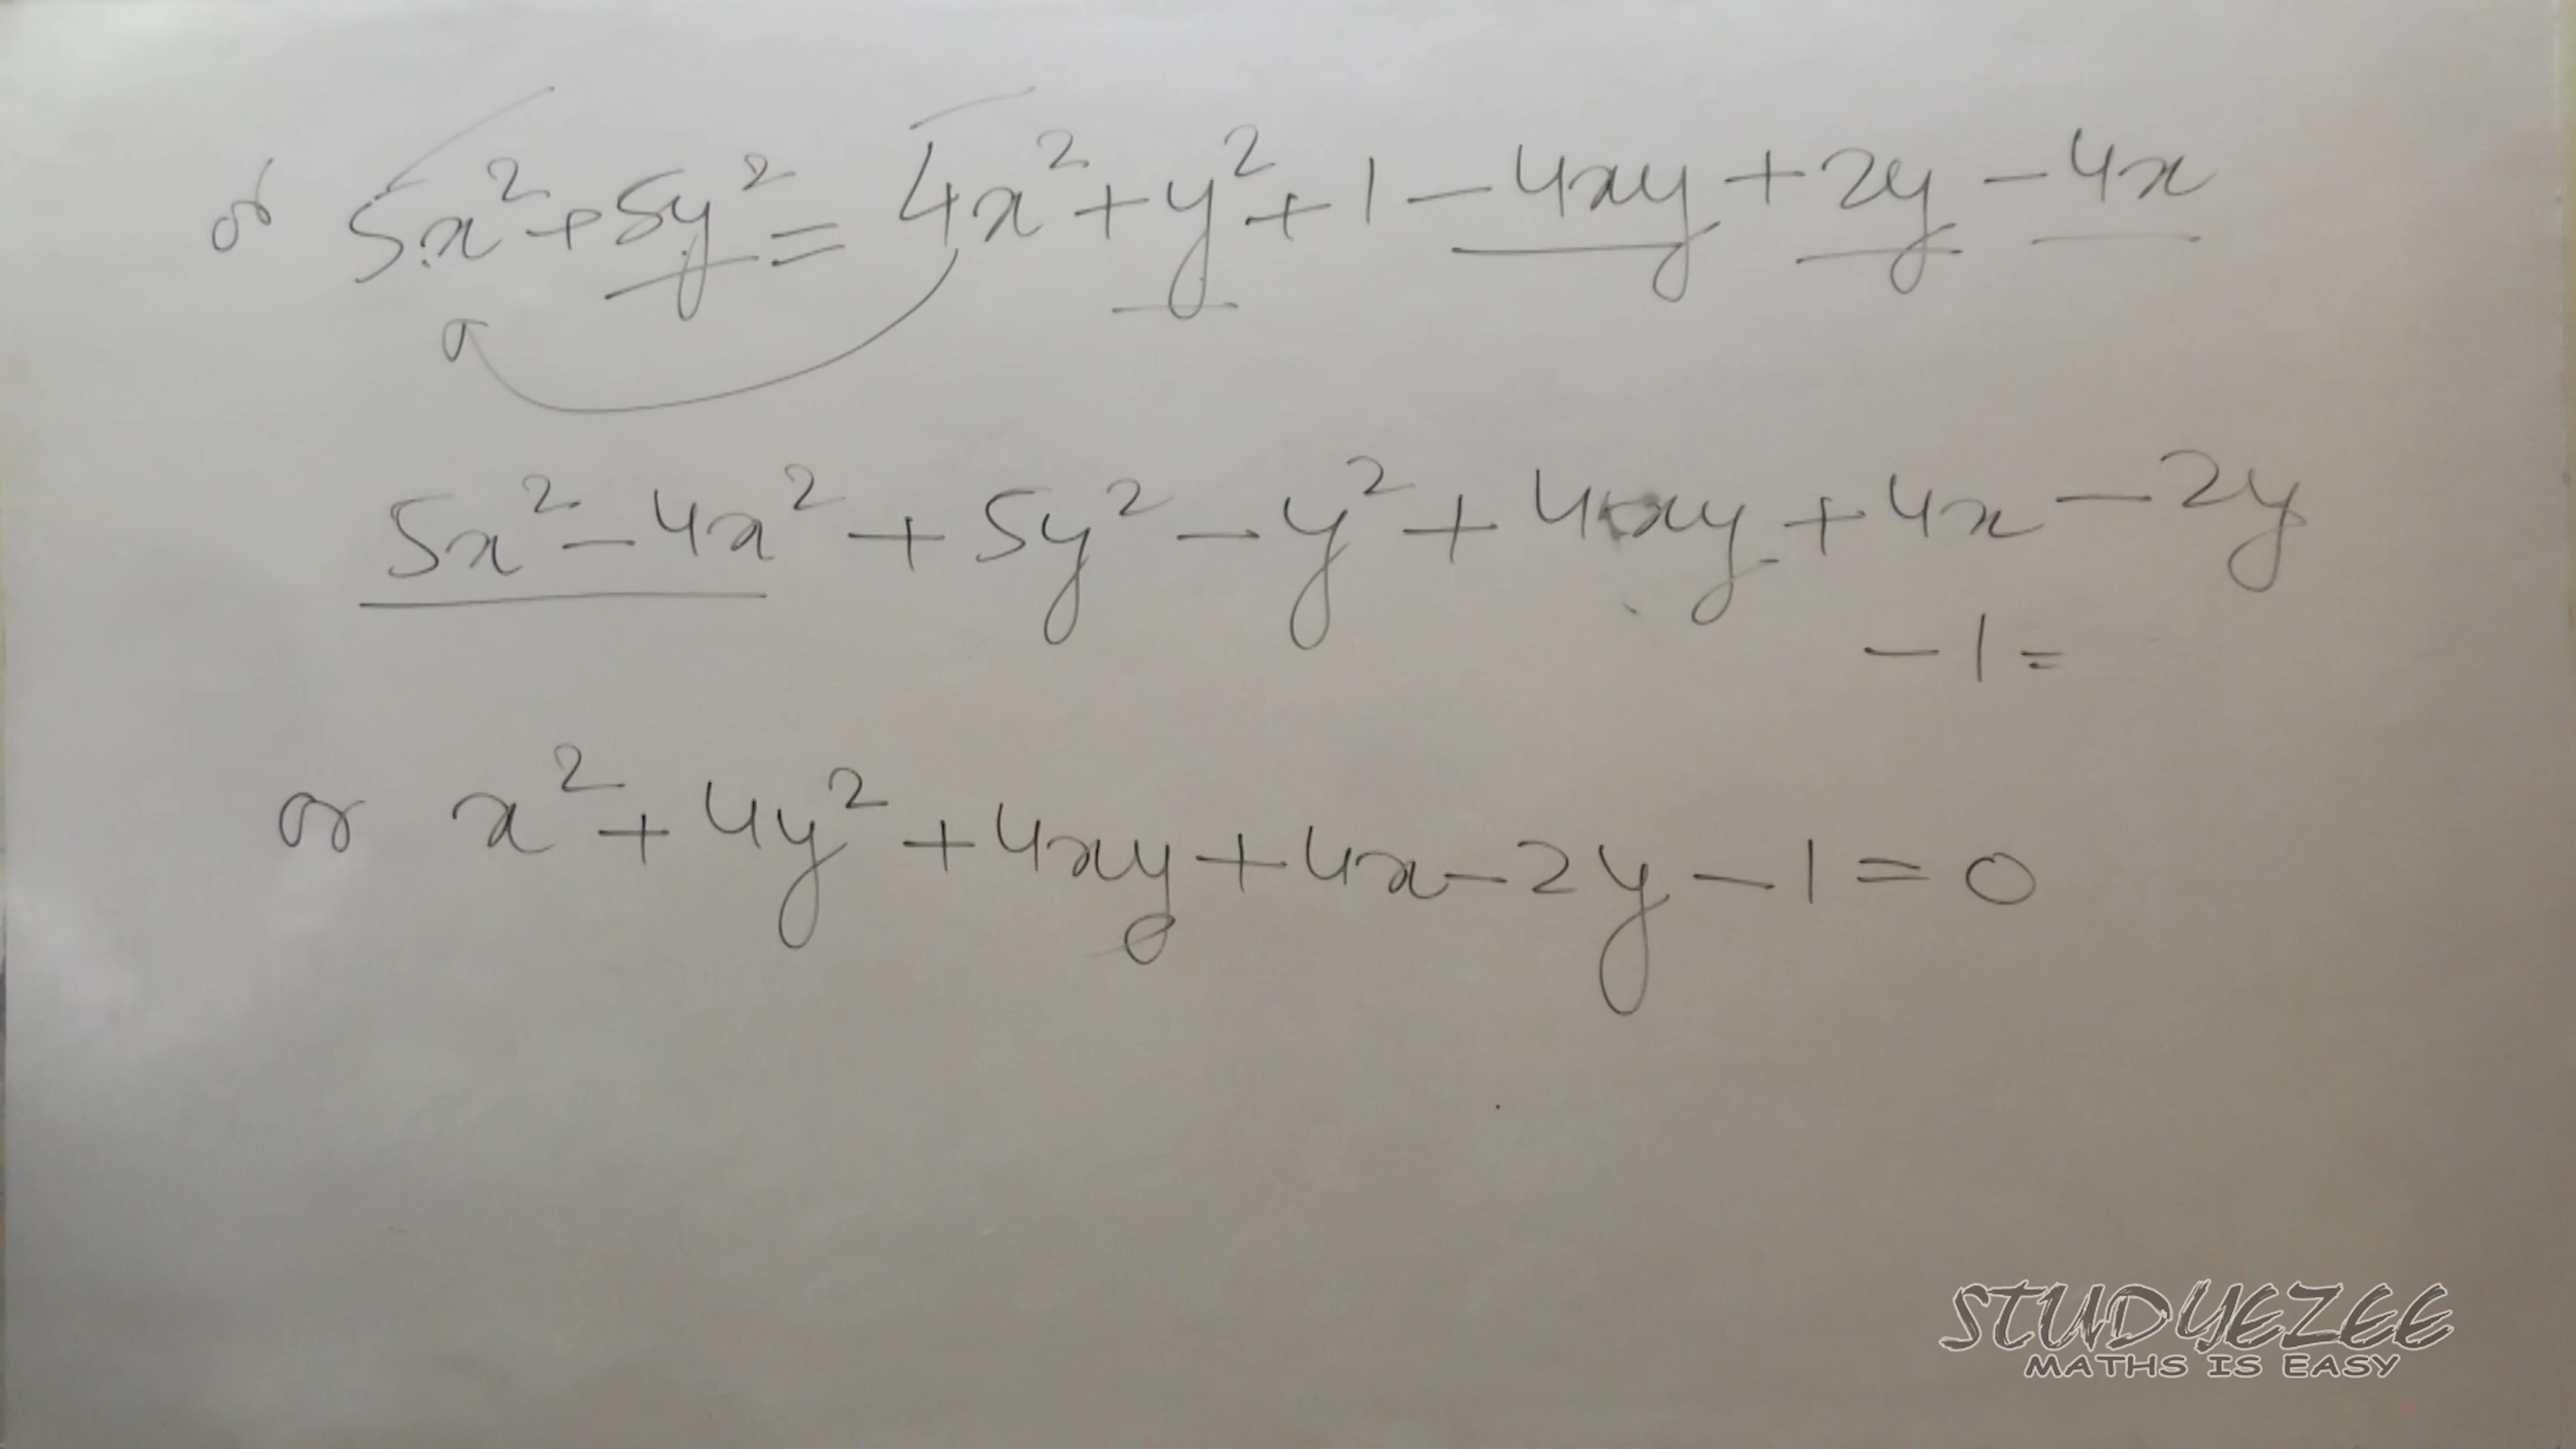 or 5x² + 5y² = 4x² + y² + 1 - 4xy + 2y - 4x
5x² - 4x² + 5y² - y² + 4xy + 4x - 2y
- 1 =
or x² + 4y² + 4xy + 4x - 2y - 1 = 0
STUDYEZEE
MATHS IS EASY